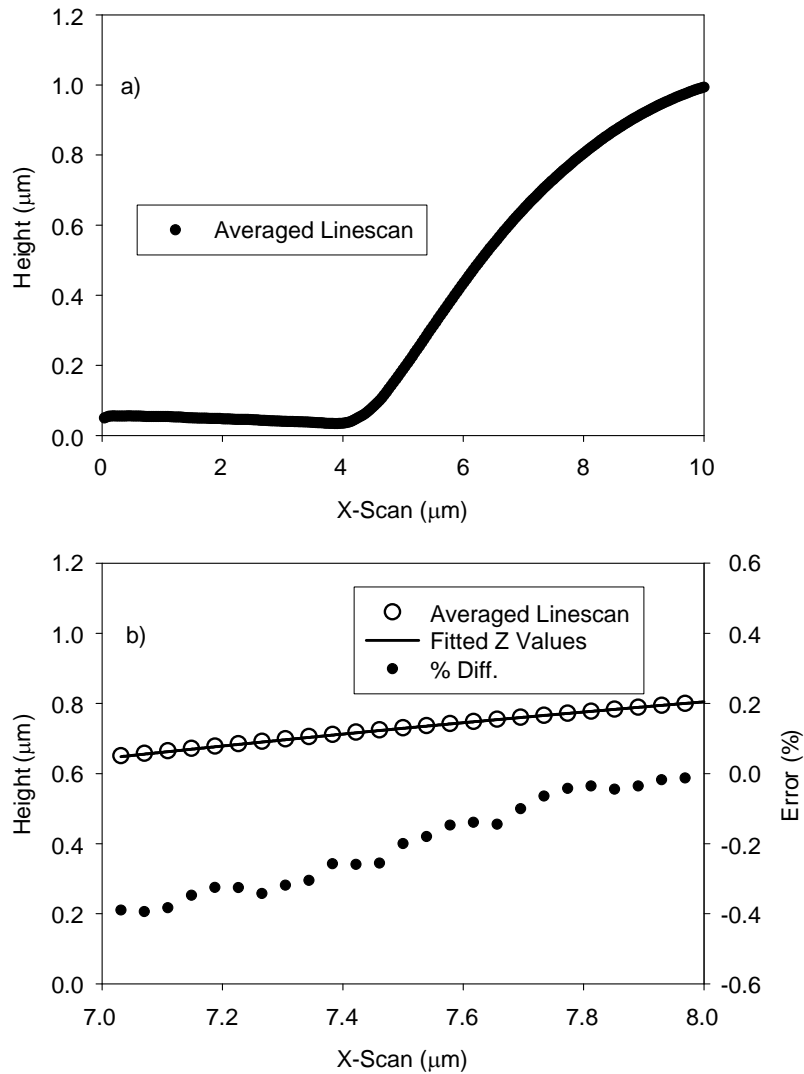 1.2
a)
1.0
0.8
Averaged Linescan
0.6
0.4
0.2
0.0
Height (μm)
0 2 4 6 8 10
X-Scan (μm)
1.2 0.6
Averaged Linescan
b)
Fitted Z Values
1.0 0.4
% Diff.
0.8 0.2
0.6 0.0
0.4 -0.2
0.2 -0.4
0.0 -0.6
Height (μm)
Error (%)
7.0 7.2 7.4 7.6 7.8 8.0
X-Scan (μm)